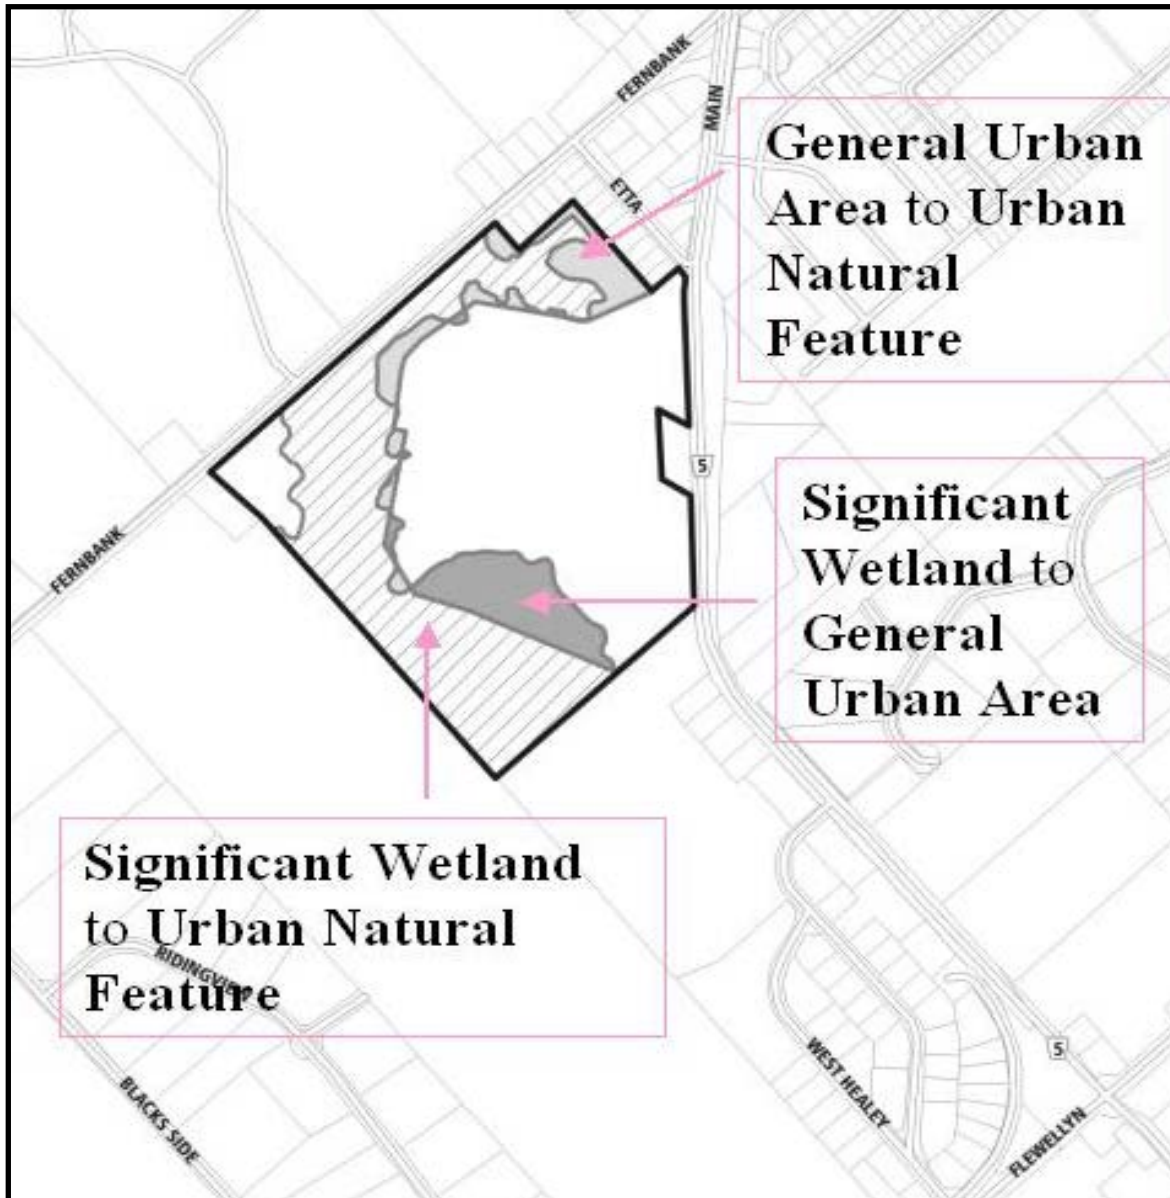 FERNBANK
MAIN
General Urban
Area to Urban
Natural
Feature
ETTA
5
Significant
Wetland to
General
Urban Area
FERNBANK
Significant Wetland
to Urban Natural
Feature
RIDINGVIEW
BLACKS SIDE
WEST HEALEY
5
FLEWELLYN